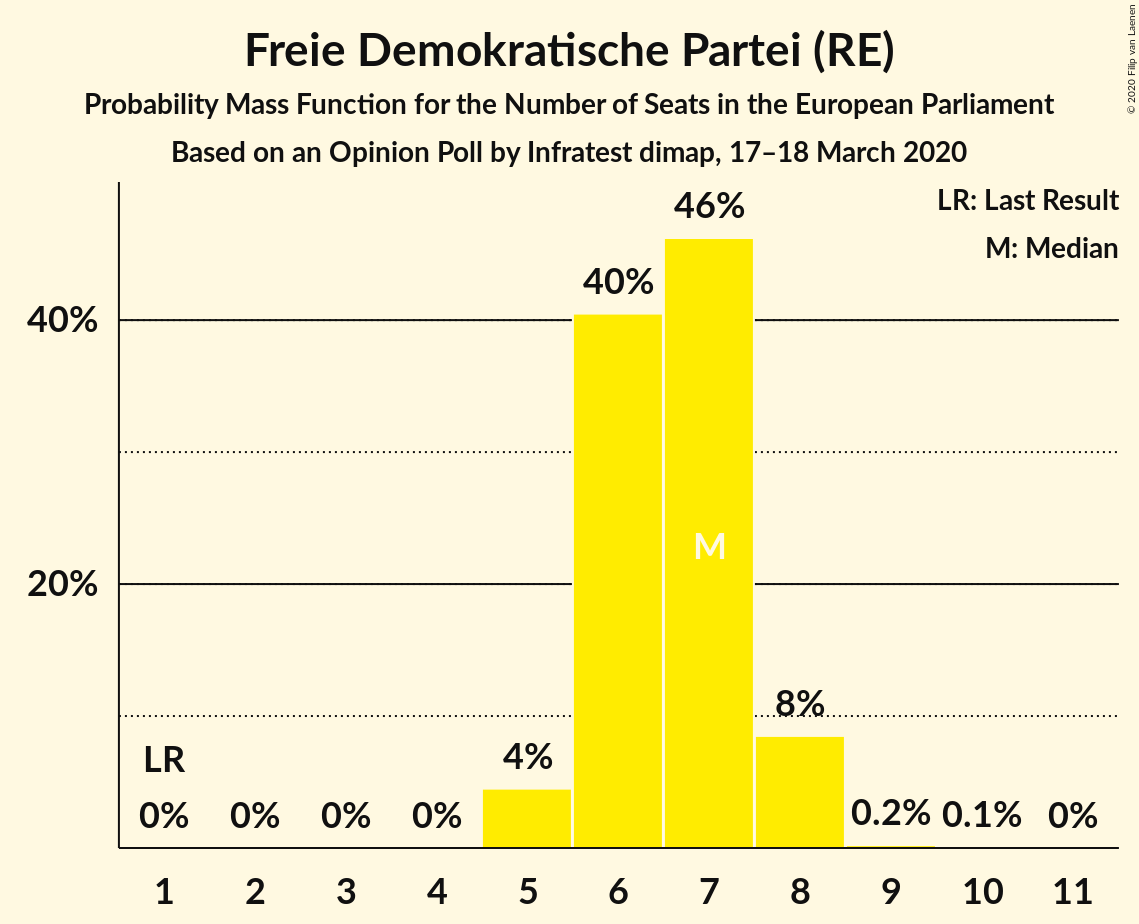 Freie Demokratische Partei (RE)
Probability Mass Function for the Number of Seats in the European Parliament
Based on an Opinion Poll by Infratest dimap, 17–18 March 2020
© 2020 Filip van Laenen
LR: Last Result
M: Median
46%
40%
40%
M
20%
8%
4%
LR
0% 0% 0% 0% 0.2% 0.1% 0%
1 2 3 4 5 6 7 8 9 10 11